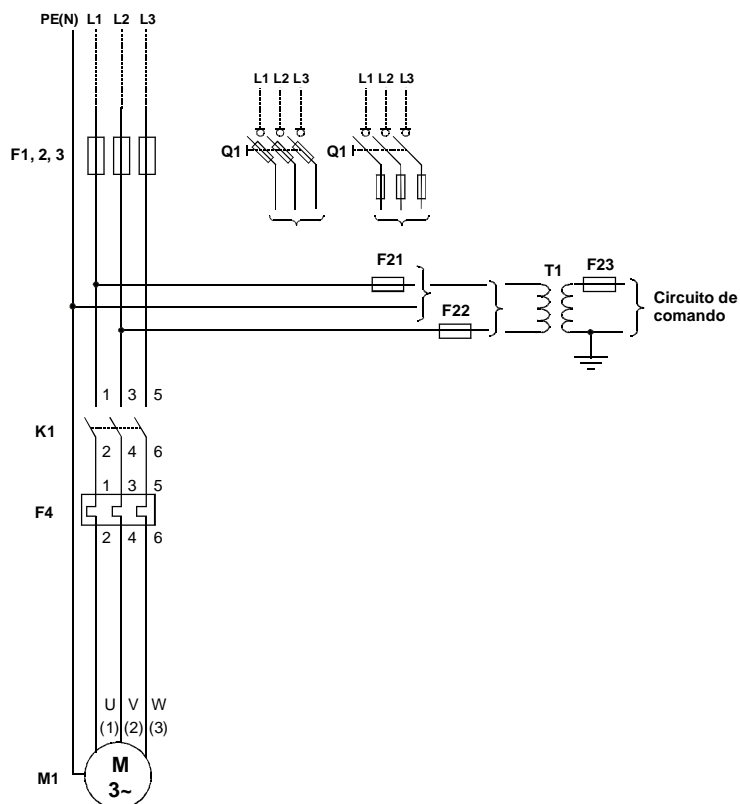 PE(N) L1 L2 L3
L1 L2 L3
L1 L2 L3
F1, 2, 3
Q1
Q1
F21
T1
F23
F22
Circuito de
comando
1 3 5
K1
2 4 6
1 3 5
F4
2 4 6
U V W
(1) (2) (3)
M1
M
3~